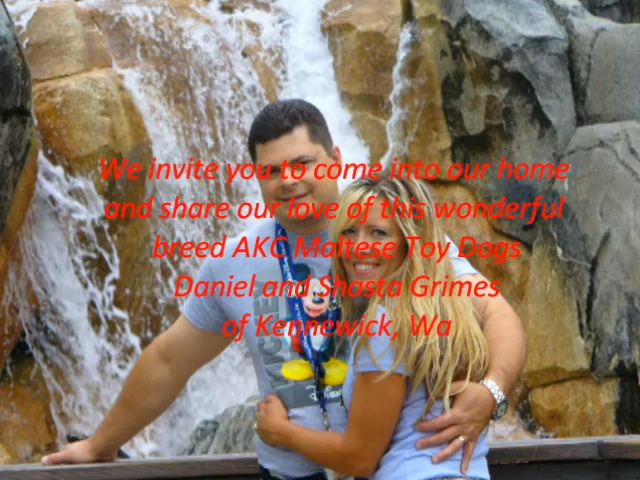 We invite you to come into our home
and share our love of this wonderful
breed AKC Maltese Toy Dogs
Daniel and Shasta Grimes
of Kennewick, Wa